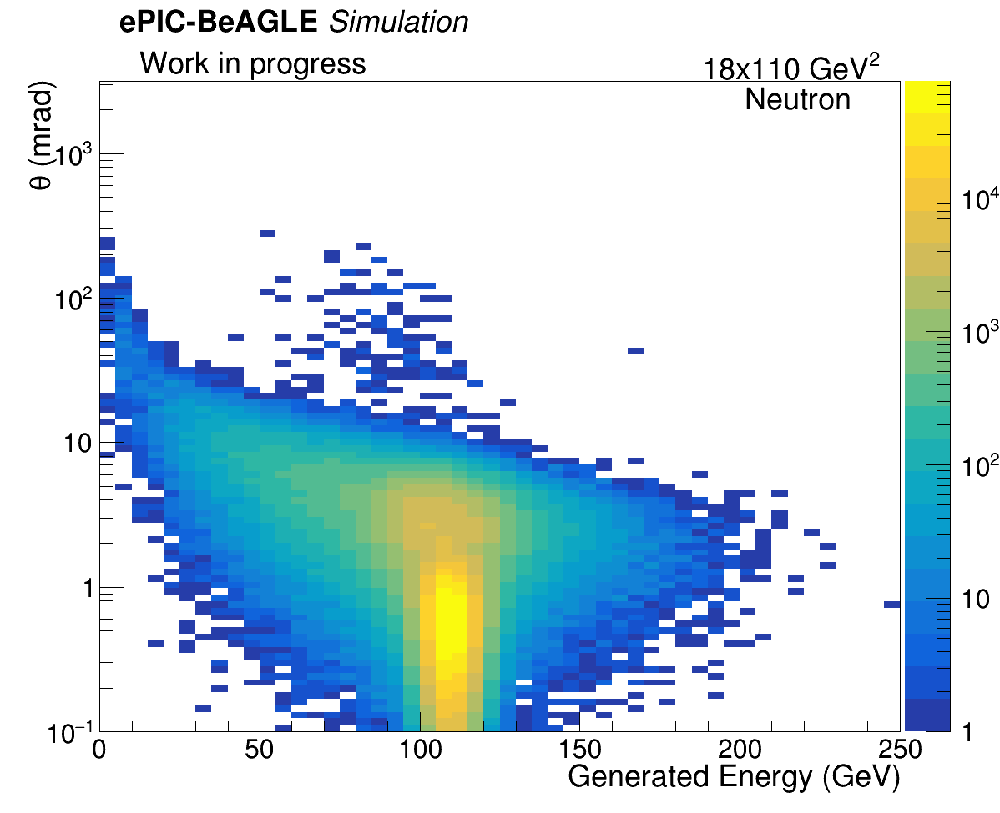 ePIC-BeAGLE Simulation
Work in progress
18x110 GeV²
Neutron
θ (mrad)
10³
10²
10
1
10⁻¹
0 50 100 150 200 250
Generated Energy (GeV)
10⁴
10³
10²
10
1